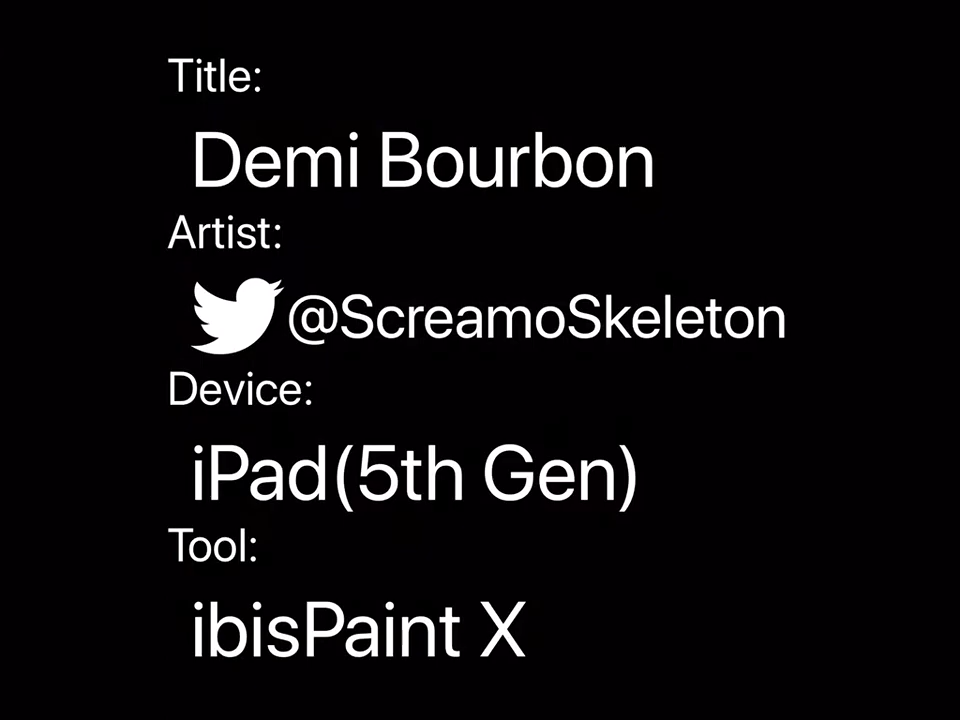 Title:
Demi Bourbon
Artist:
@ScreamoSkeleton
Device:
iPad(5th Gen)
Tool:
ibisPaint X